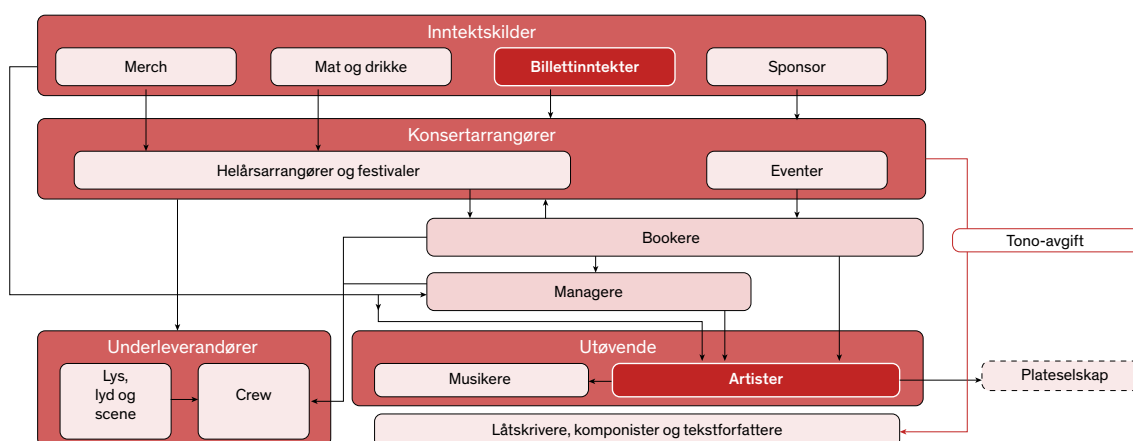 Inntektskilder
Merch
Mat og drikke
Billettinntekter
Sponsor
Konsertarrangører
Helårsarrangører og festivaler
Eventer
Bookere
Tono-avgift
Managere
Underleverandører
Utøvende
Lys,
lyd og
scene
Crew
Musikere
Artister
Plateselskap
Låtskrivere, komponister og tekstforfattere